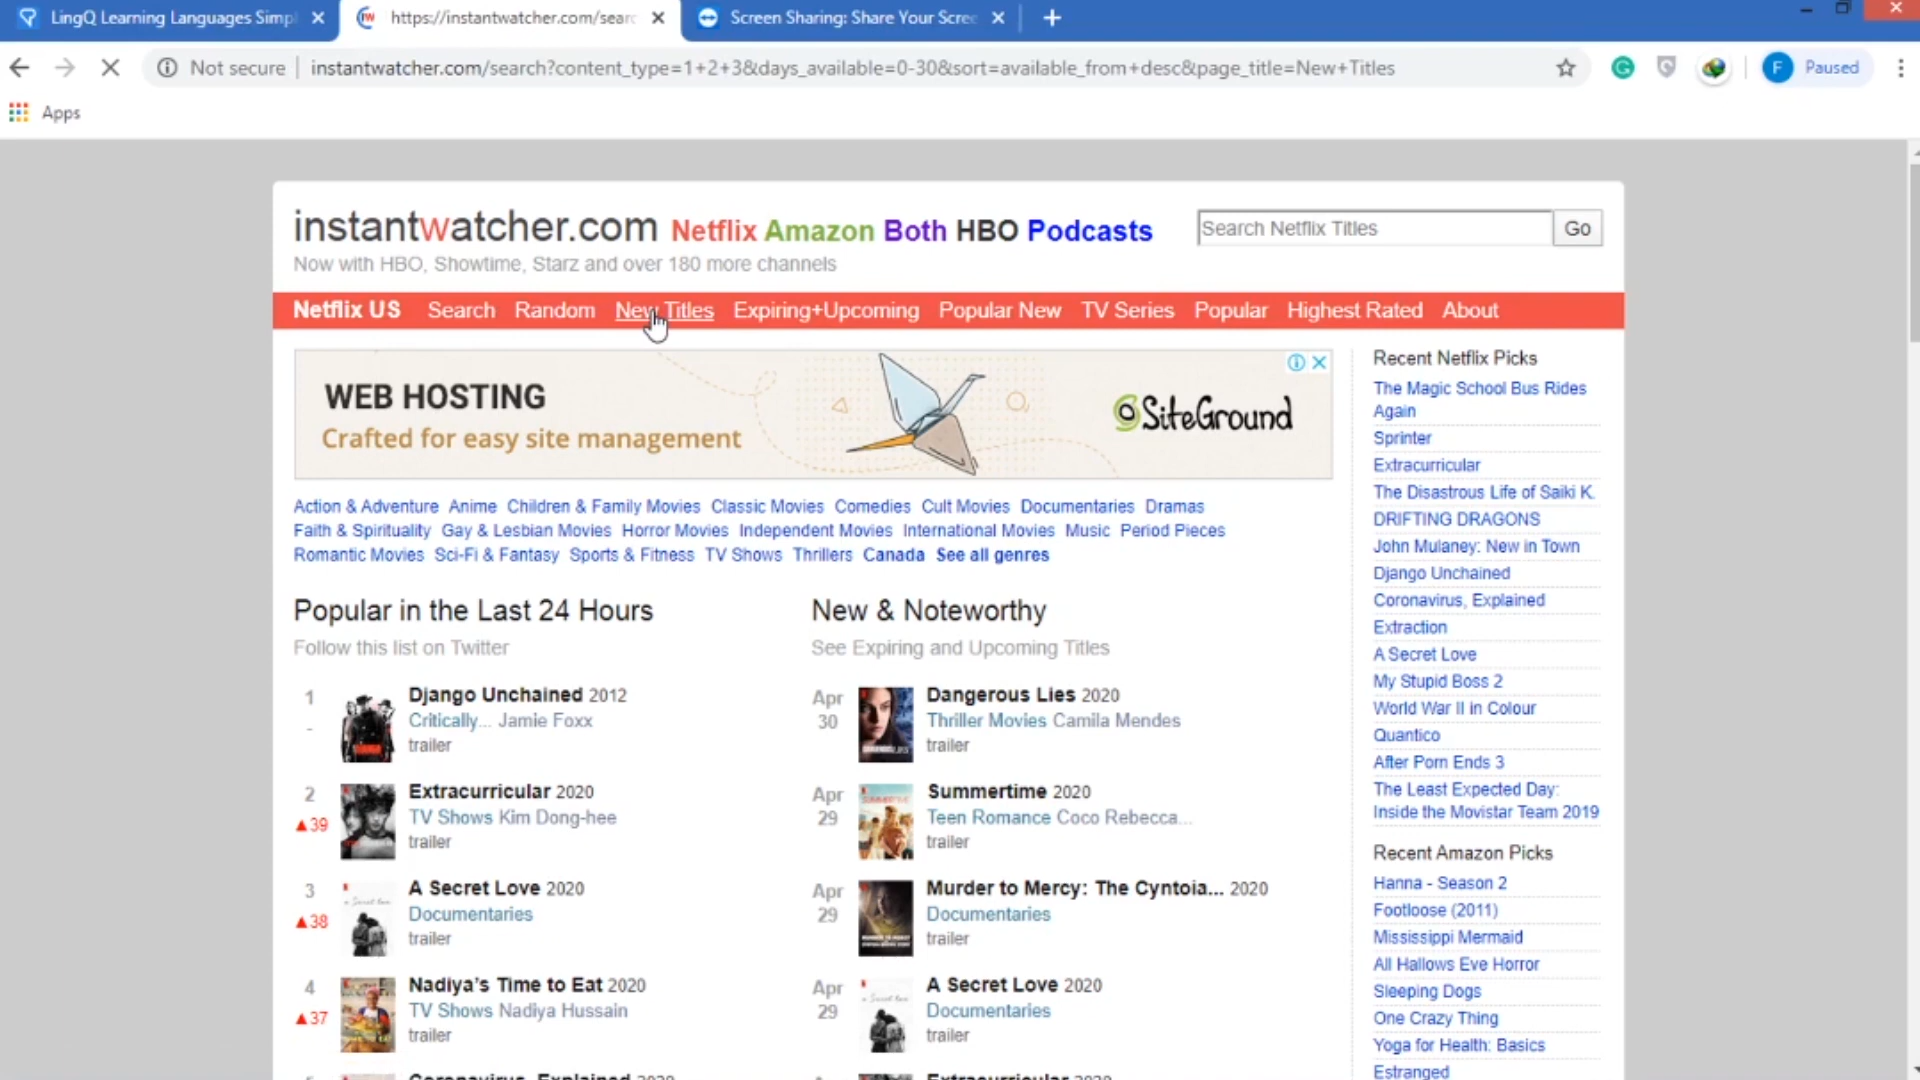 LingQ Learning Languages Simpl
https://instantwatcher.com/searc
Screen Sharing: Share Your Scree
Not secure
instantwatcher.com/search?content_type=1+2+3&days_available=0-30&sort=available_from+desc&page_title=New+Titles
F Paused
Apps
instantwatcher.com Netflix Amazon Both HBO Podcasts
Search Netflix Titles Go
Now with HBO, Showtime, Starz and over 180 more channels
Netflix US Search Random New Titles Expiring+Upcoming Popular New TV Series Popular Highest Rated About
WEB HOSTING
Crafted for easy site management
SiteGround
Action & Adventure Anime Children & Family Movies Classic Movies Comedies Cult Movies Documentaries Dramas
Faith & Spirituality Gay & Lesbian Movies Horror Movies Independent Movies International Movies Music Period Pieces
Romantic Movies Sci-Fi & Fantasy Sports & Fitness TV Shows Thrillers Canada See all genres
Popular in the Last 24 Hours
Follow this list on Twitter
1 Django Unchained 2012
- Critically... Jamie Foxx
trailer
2 Extracurricular 2020
▲39 TV Shows Kim Dong-hee
trailer
3 A Secret Love 2020
▲38 Documentaries
trailer
4 Nadiya's Time to Eat 2020
▲37 TV Shows Nadiya Hussain
trailer
Coronavirus, Explained 2020
New & Noteworthy
See Expiring and Upcoming Titles
Apr 30 Dangerous Lies 2020
Thriller Movies Camila Mendes
trailer
Apr 29 Summertime 2020
Teen Romance Coco Rebecca...
trailer
Apr 29 Murder to Mercy: The Cyntoia... 2020
Documentaries
trailer
Apr 29 A Secret Love 2020
Documentaries
trailer
Extracurricular 2020
Recent Netflix Picks
The Magic School Bus Rides
Again
Sprinter
Extracurricular
The Disastrous Life of Saiki K.
DRIFTING DRAGONS
John Mulaney: New in Town
Django Unchained
Coronavirus, Explained
Extraction
A Secret Love
My Stupid Boss 2
World War II in Colour
Quantico
After Porn Ends 3
The Least Expected Day:
Inside the Movistar Team 2019
Recent Amazon Picks
Hanna - Season 2
Footloose (2011)
Mississippi Mermaid
All Hallows Eve Horror
Sleeping Dogs
One Crazy Thing
Yoga for Health: Basics
Estranged